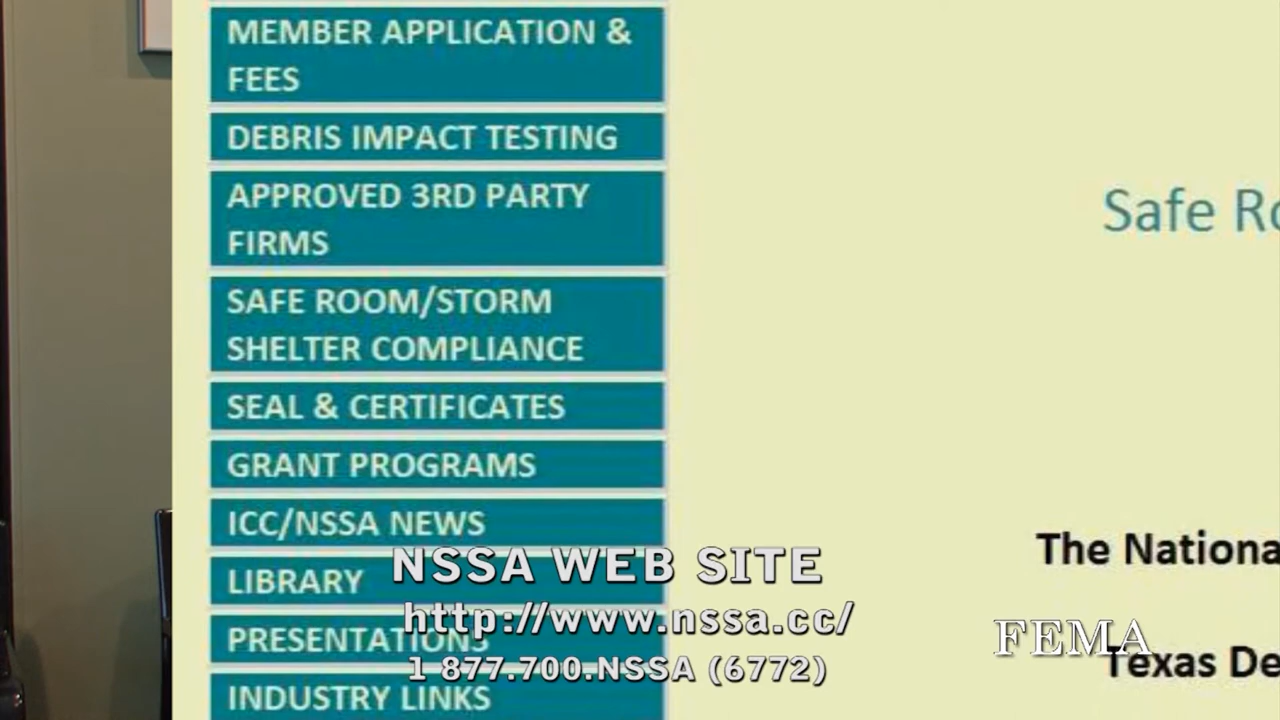 MEMBER APPLICATION &
FEES
DEBRIS IMPACT TESTING
APPROVED 3RD PARTY
FIRMS
SAFE ROOM/STORM
SHELTER COMPLIANCE
SEAL & CERTIFICATES
GRANT PROGRAMS
ICC/NSSA NEWS
LIBRARY
PRESENTATIONS
INDUSTRY LINKS
Safe Ro
The Nationa
Texas De
NSSA WEB SITE
http://www.nssa.cc/
1 877.700.NSSA (6772)
FEMA